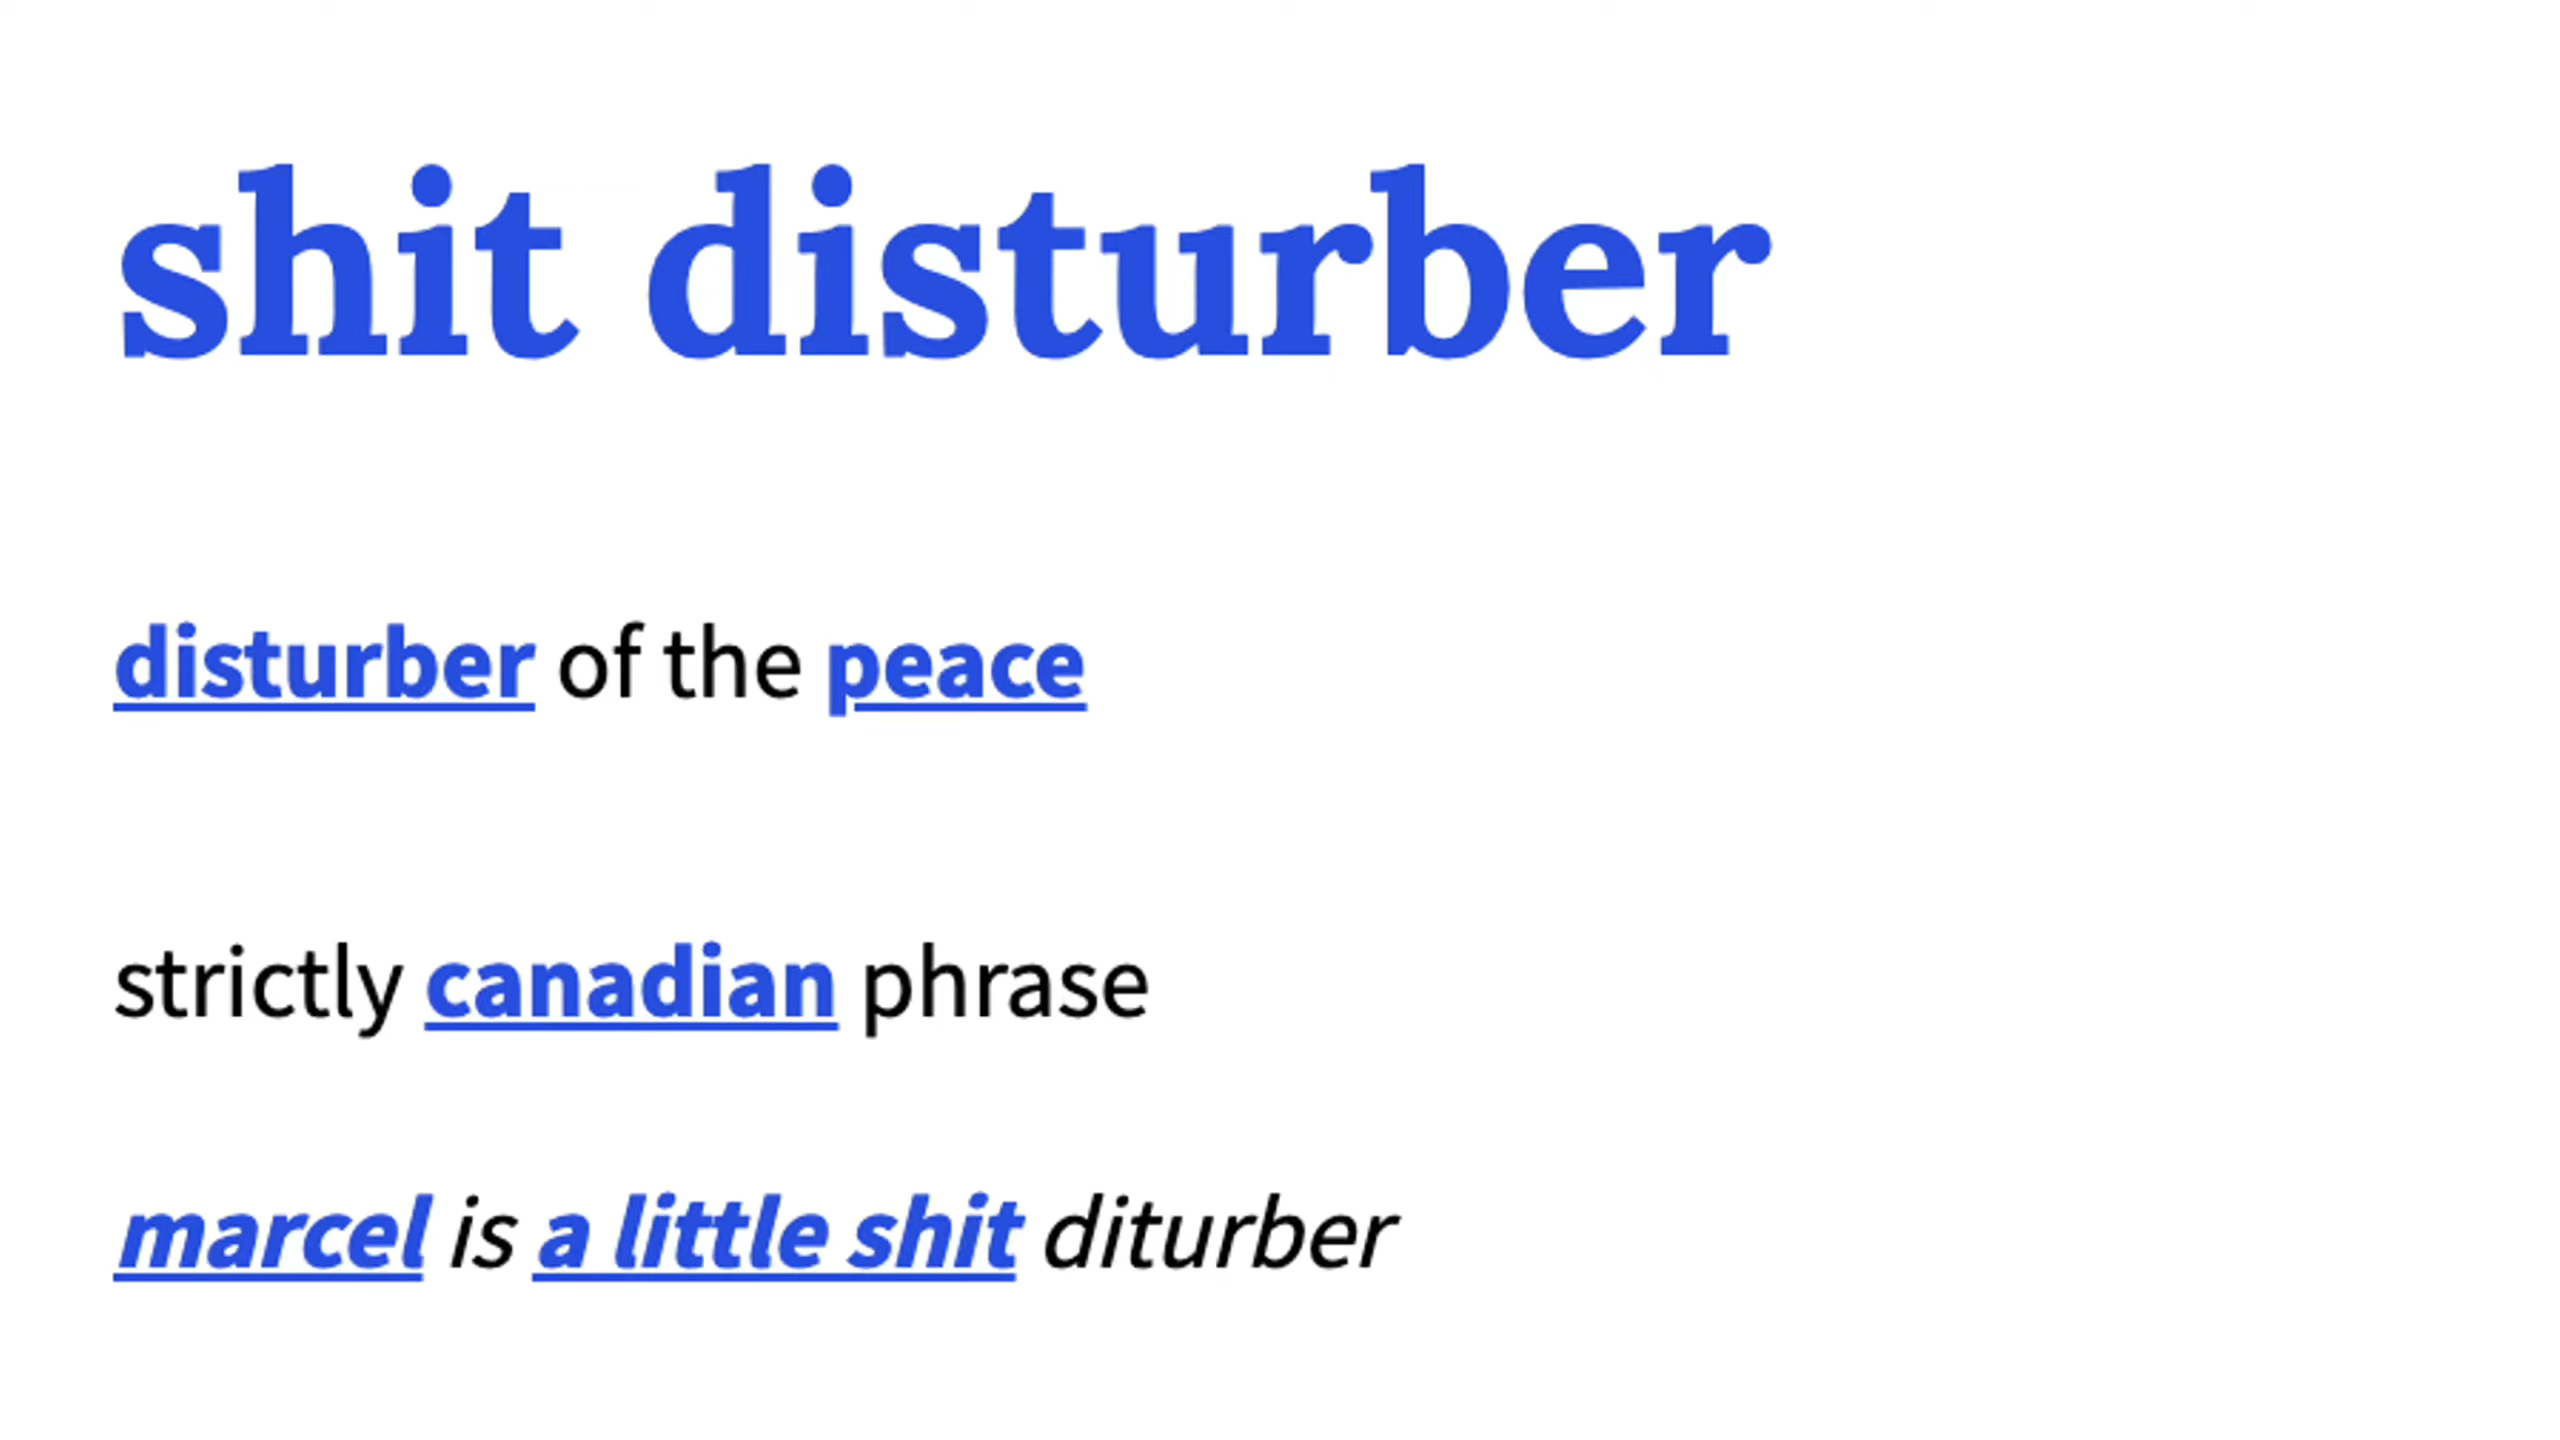 shit disturber
disturber of the peace
strictly canadian phrase
marcel is a little shit diturber